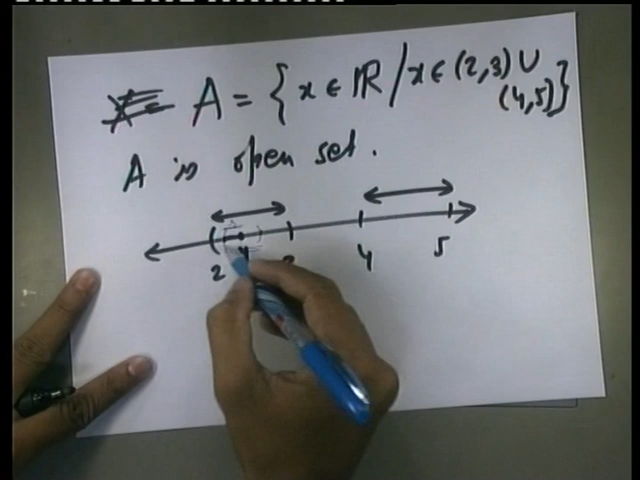 A = { x ∈ ℝ / x ∈ (2,3) ∪
(4,5) }
A is open set.
2 4 5